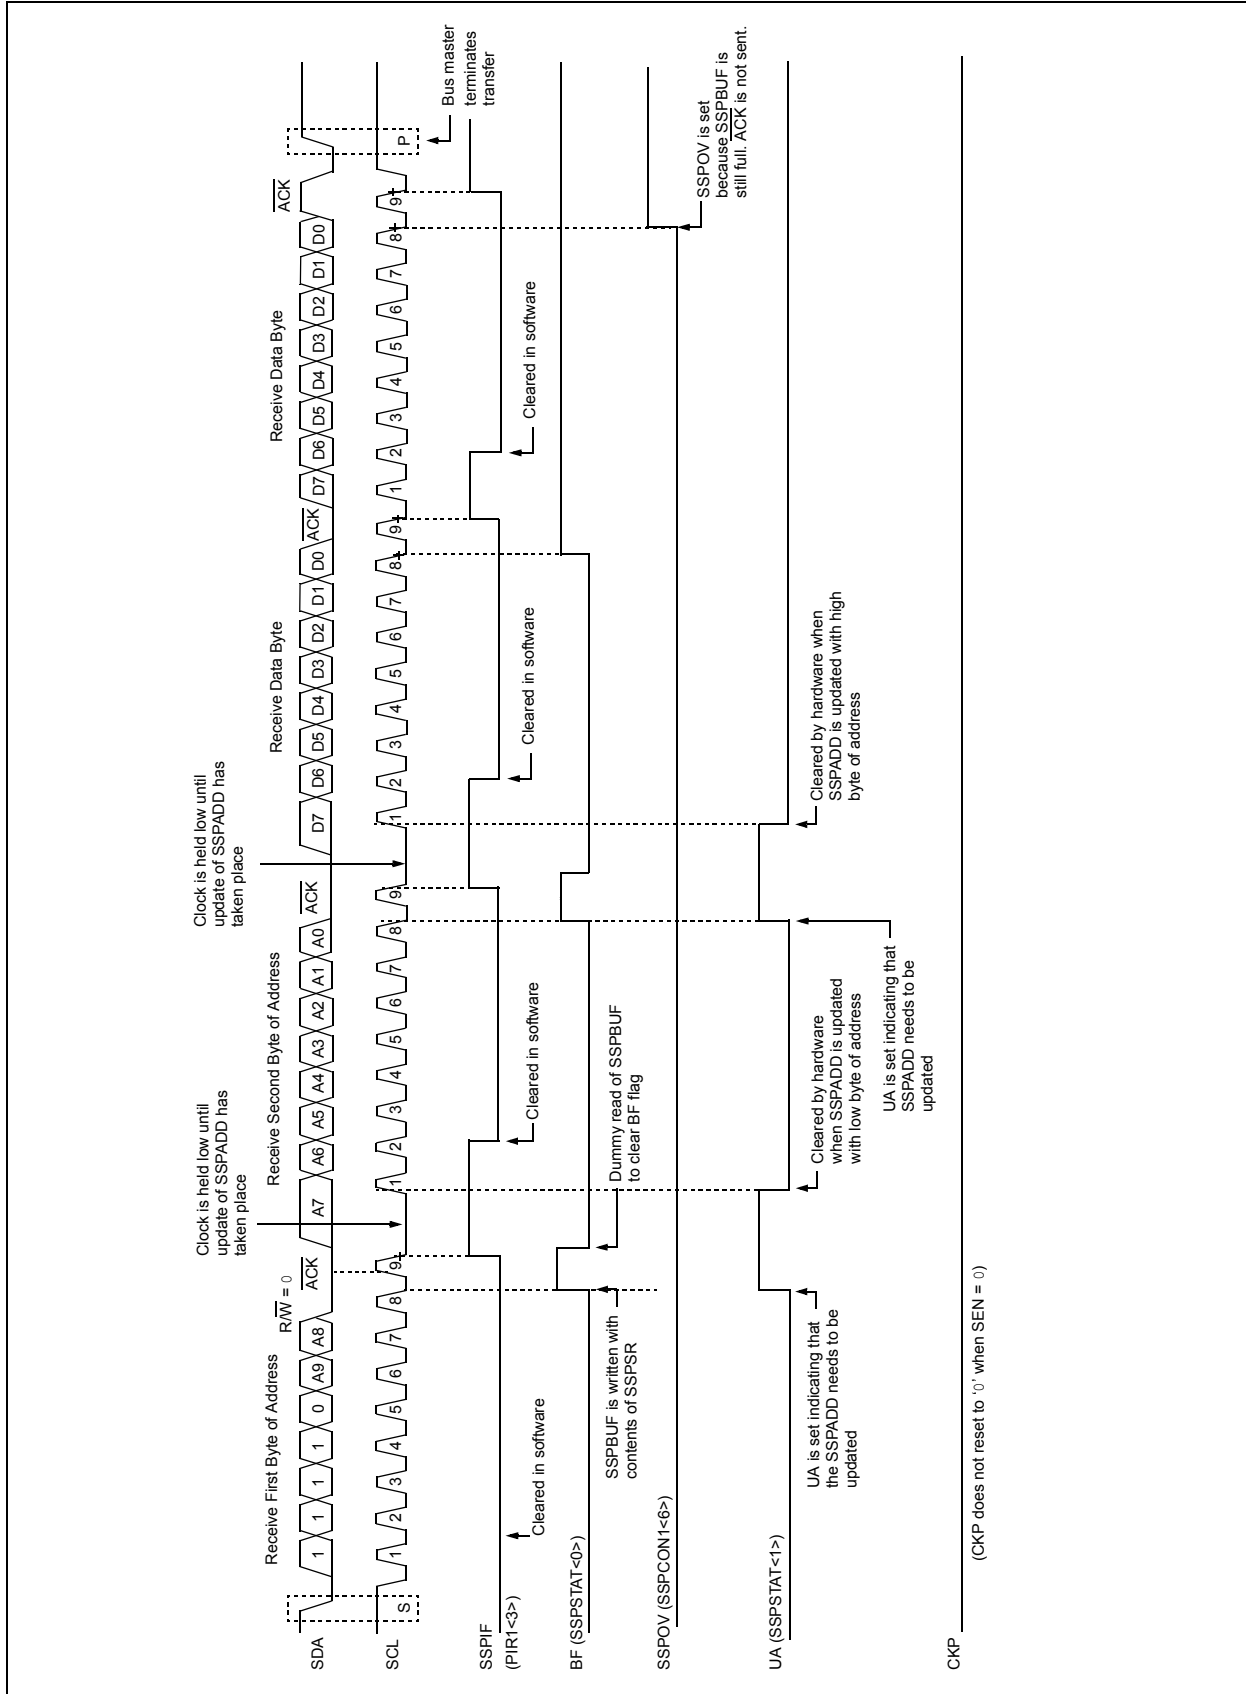 Receive First Byte of Address
R/W = 0
ACK
Clock is held low until
update of SSPADD has
taken place
Receive Second Byte of Address
ACK
Clock is held low until
update of SSPADD has
taken place
Receive Data Byte
ACK
Receive Data Byte
ACK
SDA
1 1 1 1 0 A9 A8
A7 A6 A5 A4 A3 A2 A1 A0
D7 D6 D5 D4 D3 D2 D1 D0
D7 D6 D5 D4 D3 D2 D1 D0
SCL
S
1 2 3 4 5 6 7 8 9
1 2 3 4 5 6 7 8 9
1 2 3 4 5 6 7 8 9
1 2 3 4 5 6 7 8 9
P
Bus master
terminates
transfer
SSPIF
(PIR1<3>)
Cleared in software
Cleared in software
Cleared in software
Cleared in software
BF (SSPSTAT<0>)
SSPBUF is written with
contents of SSPSR
Dummy read of SSPBUF
to clear BF flag
SSPOV (SSPCON1<6>)
SSPOV is set
because SSPBUF is
still full. ACK is not sent.
UA (SSPSTAT<1>)
UA is set indicating that
the SSPADD needs to be
updated
Cleared by hardware
when SSPADD is updated
with low byte of address
UA is set indicating that
SSPADD needs to be
updated
Cleared by hardware when
SSPADD is updated with high
byte of address
CKP
(CKP does not reset to ‘0’ when SEN = 0)